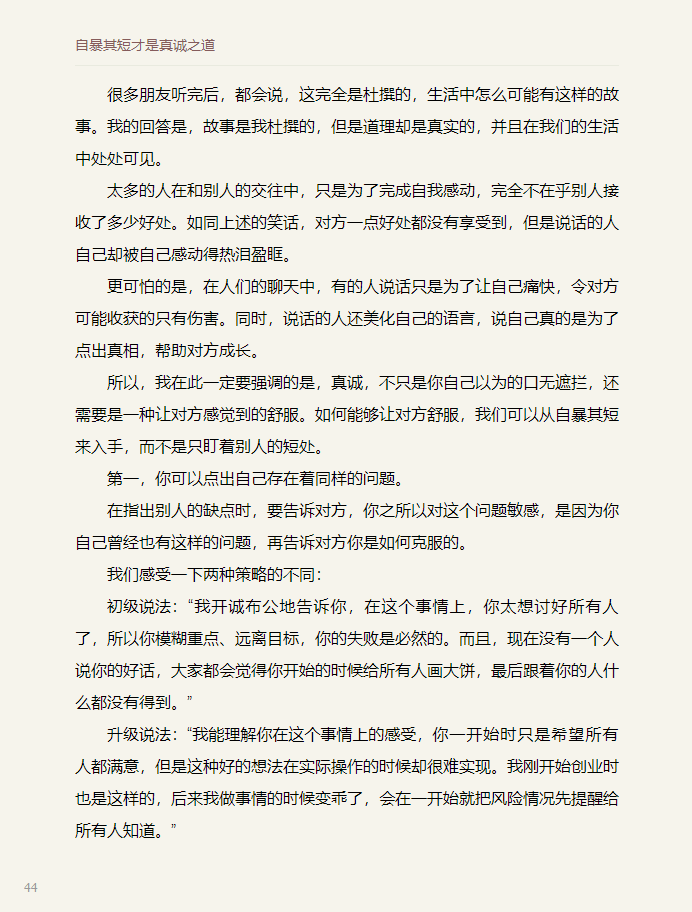 自暴其短才是真诚之道
很多朋友听完后，都会说，这完全是杜撰的，生活中怎么可能有这样的故
事。我的回答是，故事是我杜撰的，但是道理却是真实的，并且在我们的生活
中处处可见。
太多的人在和别人的交往中，只是为了完成自我感动，完全不在乎别人接
收了多少好处。如同上述的笑话，对方一点好处都没有享受到，但是说话的人
自己却被自己感动得热泪盈眶。
更可怕的是，在人们的聊天中，有的人说话只是为了让自己痛快，令对方
可能收获的只有伤害。同时，说话的人还美化自己的语言，说自己真的是为了
点出真相，帮助对方成长。
所以，我在此一定要强调的是，真诚，不只是你自己以为的口无遮拦，还
需要是一种让对方感觉到的舒服。如何能够让对方舒服，我们可以从自暴其短
来入手，而不是只盯着别人的短处。
第一，你可以点出自己存在着同样的问题。
在指出别人的缺点时，要告诉对方，你之所以对这个问题敏感，是因为你
自己曾经也有这样的问题，再告诉对方你是如何克服的。
我们感受一下两种策略的不同：
初级说法：“我开诚布公地告诉你，在这个事情上，你太想讨好所有人
了，所以你模糊重点、远离目标，你的失败是必然的。而且，现在没有一个人
说你的好话，大家都会觉得你开始的时候给所有人画大饼，最后跟着你的人什
么都没有得到。”
升级说法：“我能理解你在这个事情上的感受，你一开始时只是希望所有
人都满意，但是这种好的想法在实际操作的时候却很难实现。我刚开始创业时
也是这样的，后来我做事情的时候变乖了，会在一开始就把风险情况先提醒给
所有人知道。”
44